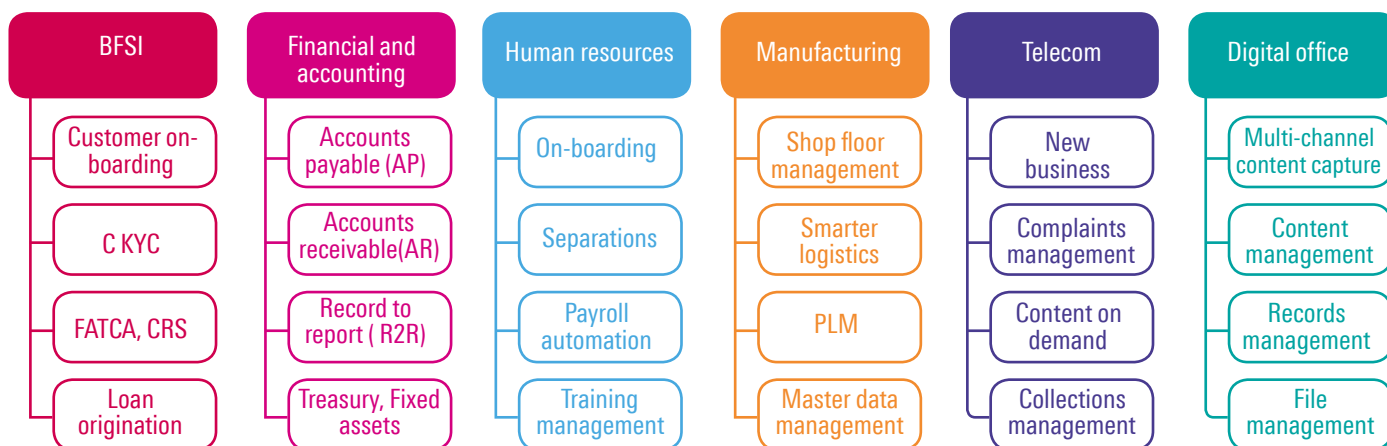 BFSI
Customer on-
boarding
C KYC
FATCA, CRS
Loan
origination
Financial and
accounting
Accounts
payable (AP)
Accounts
receivable(AR)
Record to
report ( R2R)
Treasury, Fixed
assets
Human resources
On-boarding
Separations
Payroll
automation
Training
management
Manufacturing
Shop floor
management
Smarter
logistics
PLM
Master data
management
Telecom
New
business
Complaints
management
Content on
demand
Collections
management
Digital office
Multi-channel
content capture
Content
management
Records
management
File
management